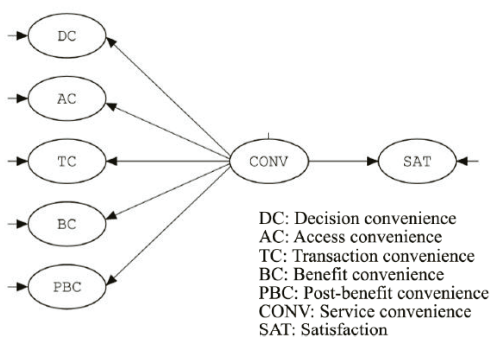 DC
AC
TC
BC
PBC
CONV
SAT
DC: Decision convenience
AC: Access convenience
TC: Transaction convenience
BC: Benefit convenience
PBC: Post-benefit convenience
CONV: Service convenience
SAT: Satisfaction